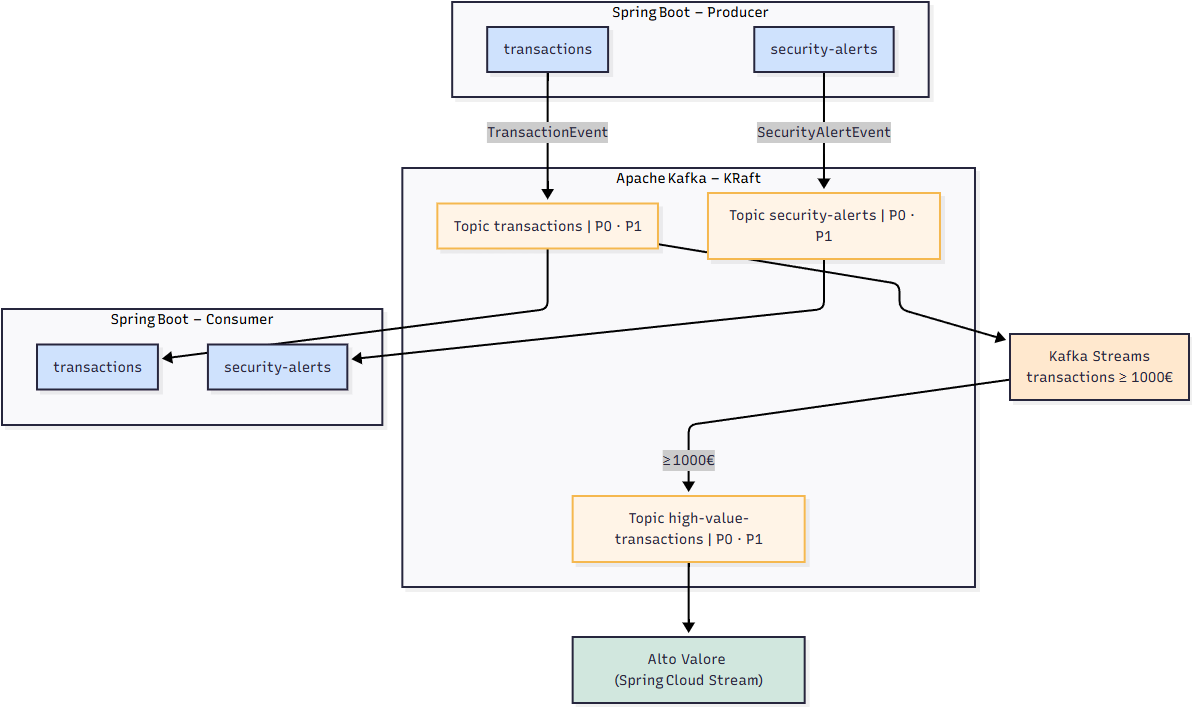 Spring Boot – Producer
transactions
security-alerts
TransactionEvent
SecurityAlertEvent
Apache Kafka – KRaft
Topic transactions | P0 · P1
Topic security-alerts | P0 ·
P1
Spring Boot – Consumer
transactions
security-alerts
Kafka Streams
transactions ≥ 1000€
≥1000€
Topic high-value-
transactions | P0 · P1
Alto Valore
(Spring Cloud Stream)